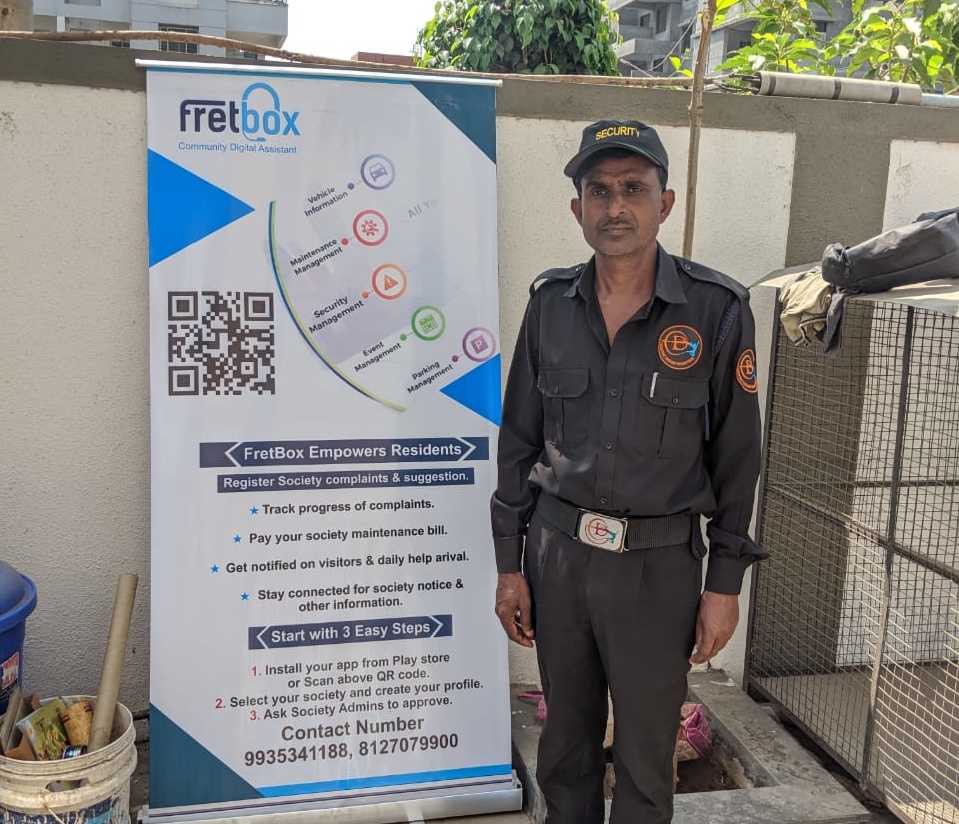 fretbox
Community Digital Assistant
Vehicle
Information
All Yo
Maintenance
Management
Security
Management
Event
Management
Parking
Management
P
FretBox Empowers Residents
Register Society complaints & suggestion.
★ Track progress of complaints.
★ Pay your society maintenance bill.
★ Get notified on visitors & daily help arival.
★ Stay connected for society notice &
other information.
Start with 3 Easy Steps
1. Install your app from Play store
or Scan above QR code.
2. Select your society and create your profile.
3. Ask Society Admins to approve.
Contact Number
9935341188, 8127079900
SECURITY